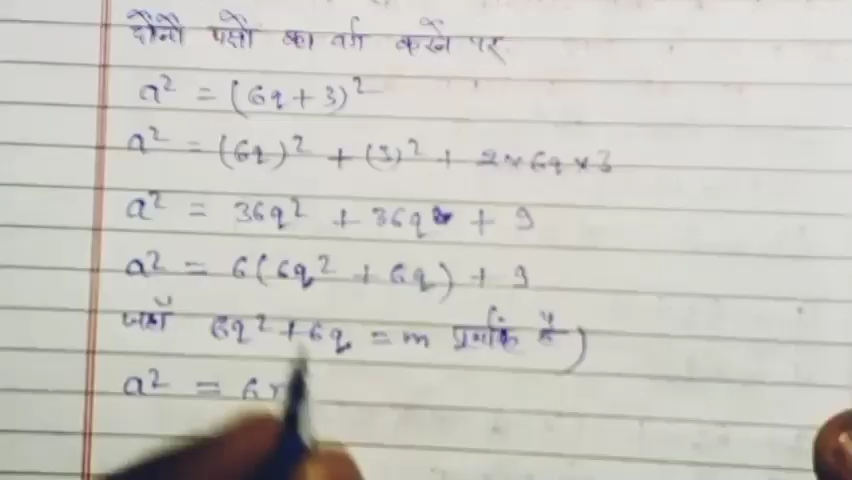 दोनों पक्षों का वर्ग करने पर
a² = (6q + 3)²
a² = (6q)² + (3)² + 2×6q×3
a² = 36q² + 36q + 9
a² = 6(6q² + 6q) + 9
जहाँ 6q² + 6q = m
a² = 6